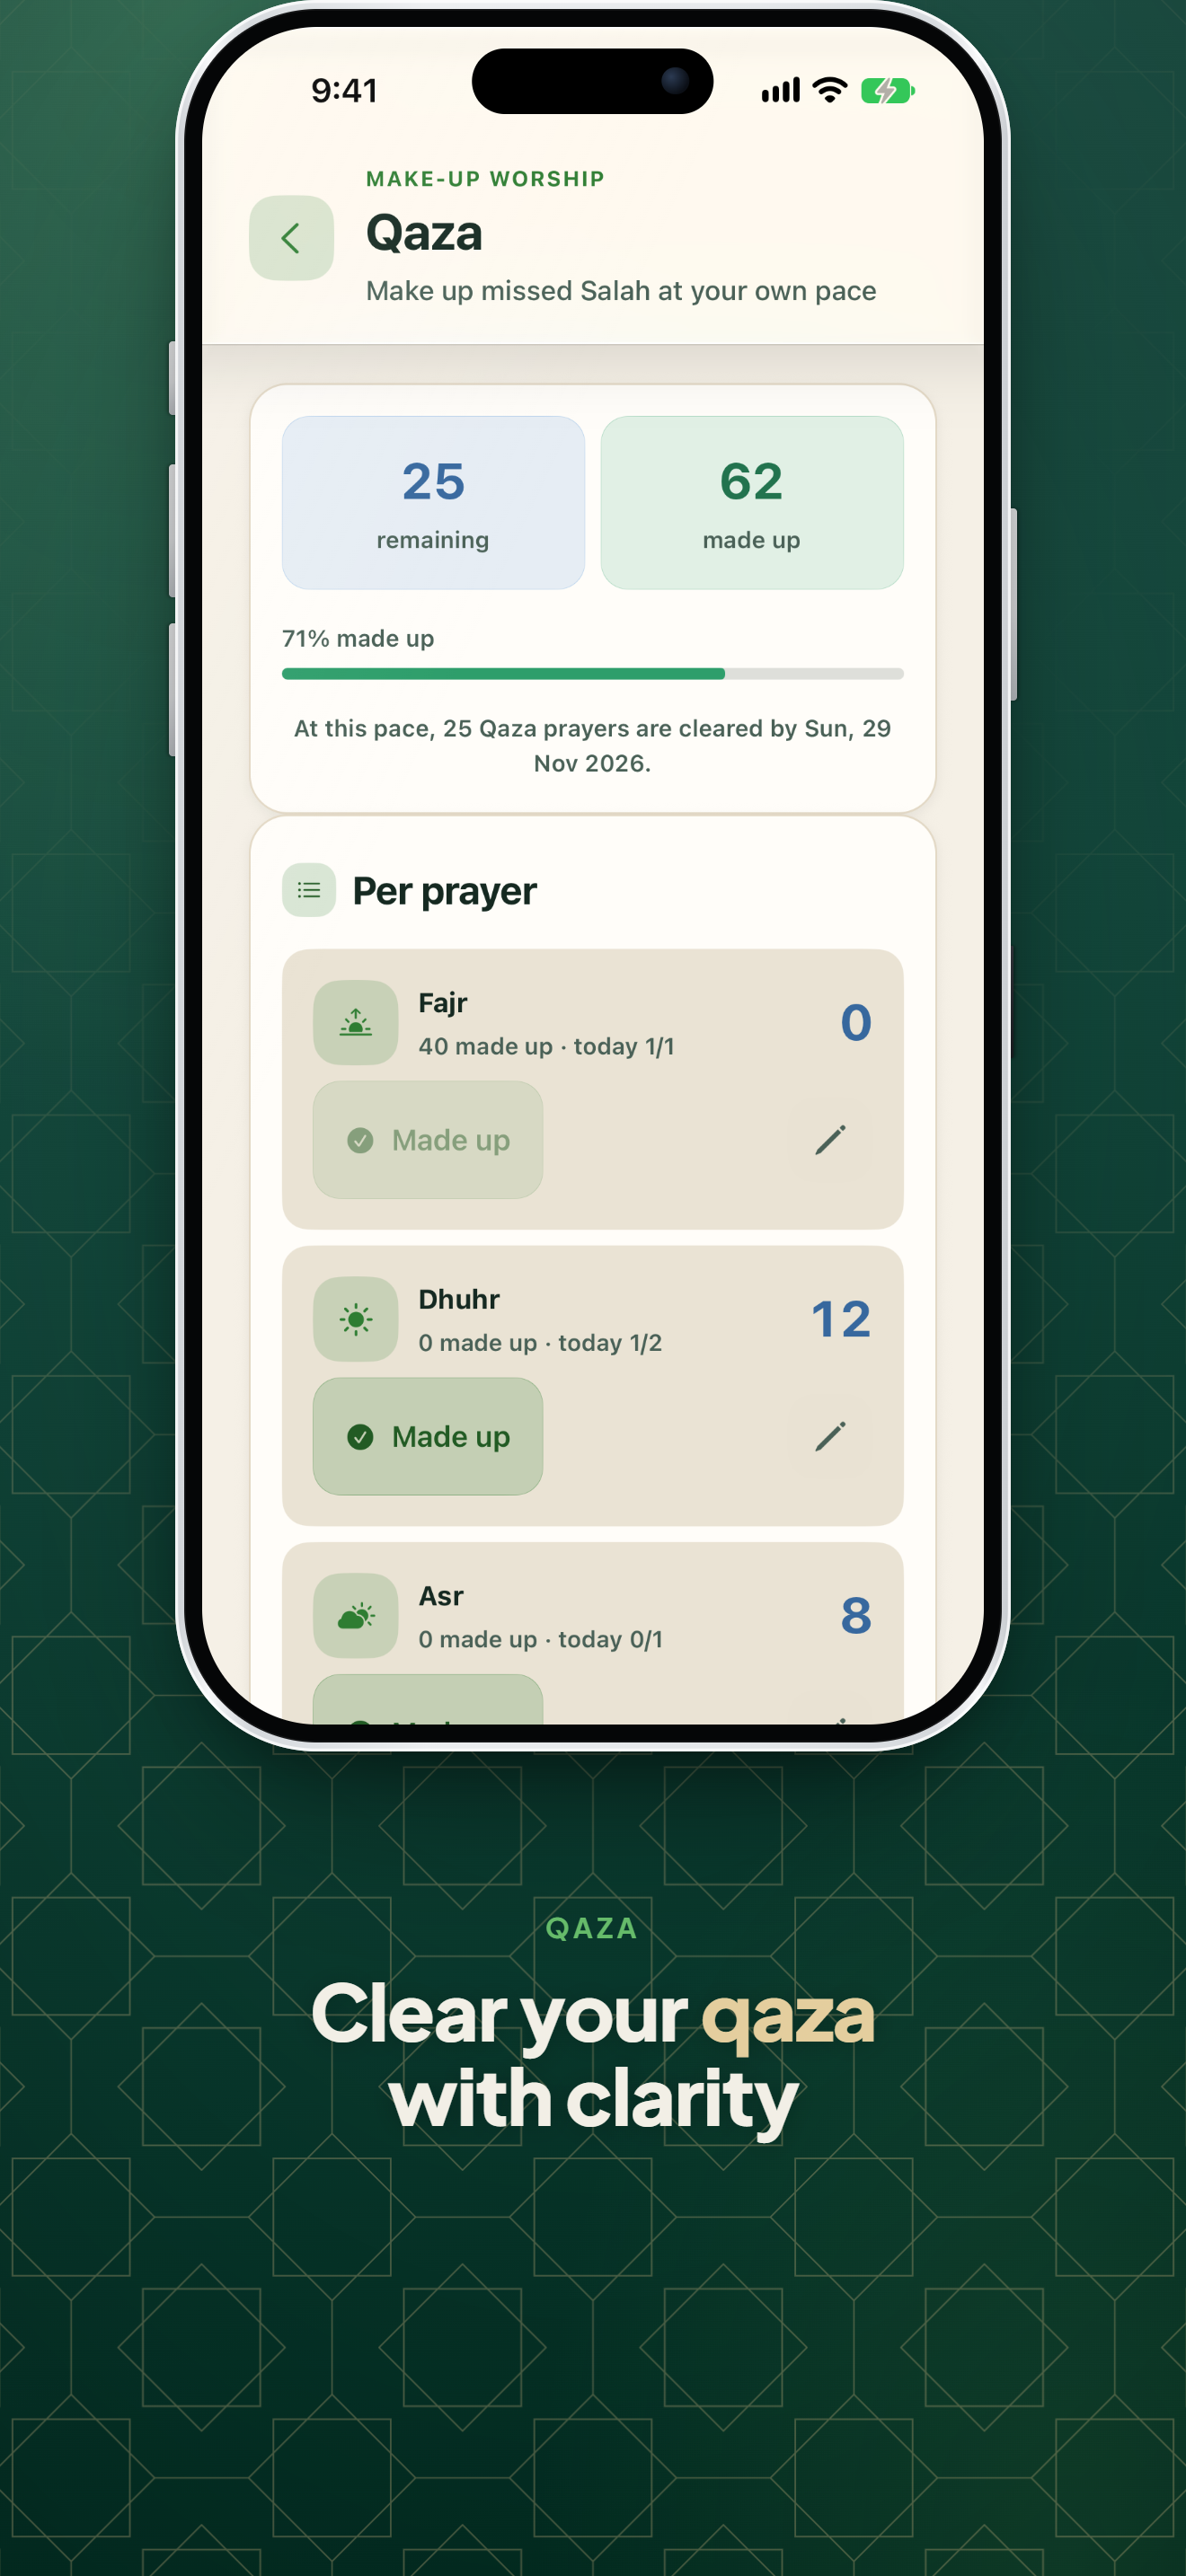 9:41
MAKE-UP WORSHIP
Qaza
Make up missed Salah at your own pace
25
remaining
62
made up
71% made up
At this pace, 25 Qaza prayers are cleared by Sun, 29
Nov 2026.
Per prayer
Fajr
40 made up · today 1/1
0
Made up
Dhuhr
0 made up · today 1/2
12
Made up
Asr
0 made up · today 0/1
8
QAZA
Clear your qaza
with clarity